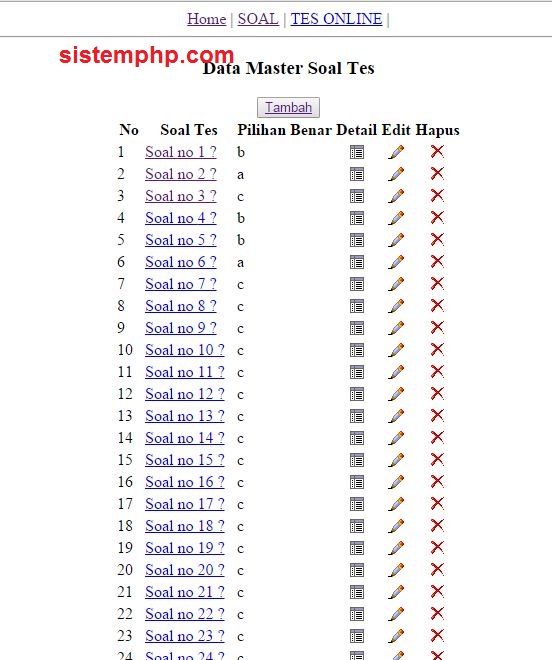 Home | SOAL | TES ONLINE |
sistemphp.com
Data Master Soal Tes
Tambah
No Soal Tes Pilihan Benar Detail Edit Hapus
1 Soal no 1 ? b
2 Soal no 2 ? a
3 Soal no 3 ? c
4 Soal no 4 ? b
5 Soal no 5 ? b
6 Soal no 6 ? a
7 Soal no 7 ? c
8 Soal no 8 ? c
9 Soal no 9 ? c
10 Soal no 10 ? c
11 Soal no 11 ? c
12 Soal no 12 ? c
13 Soal no 13 ? c
14 Soal no 14 ? c
15 Soal no 15 ? c
16 Soal no 16 ? c
17 Soal no 17 ? c
18 Soal no 18 ? c
19 Soal no 19 ? c
20 Soal no 20 ? c
21 Soal no 21 ? c
22 Soal no 22 ? c
23 Soal no 23 ? c
24 Soal no 24 ? c